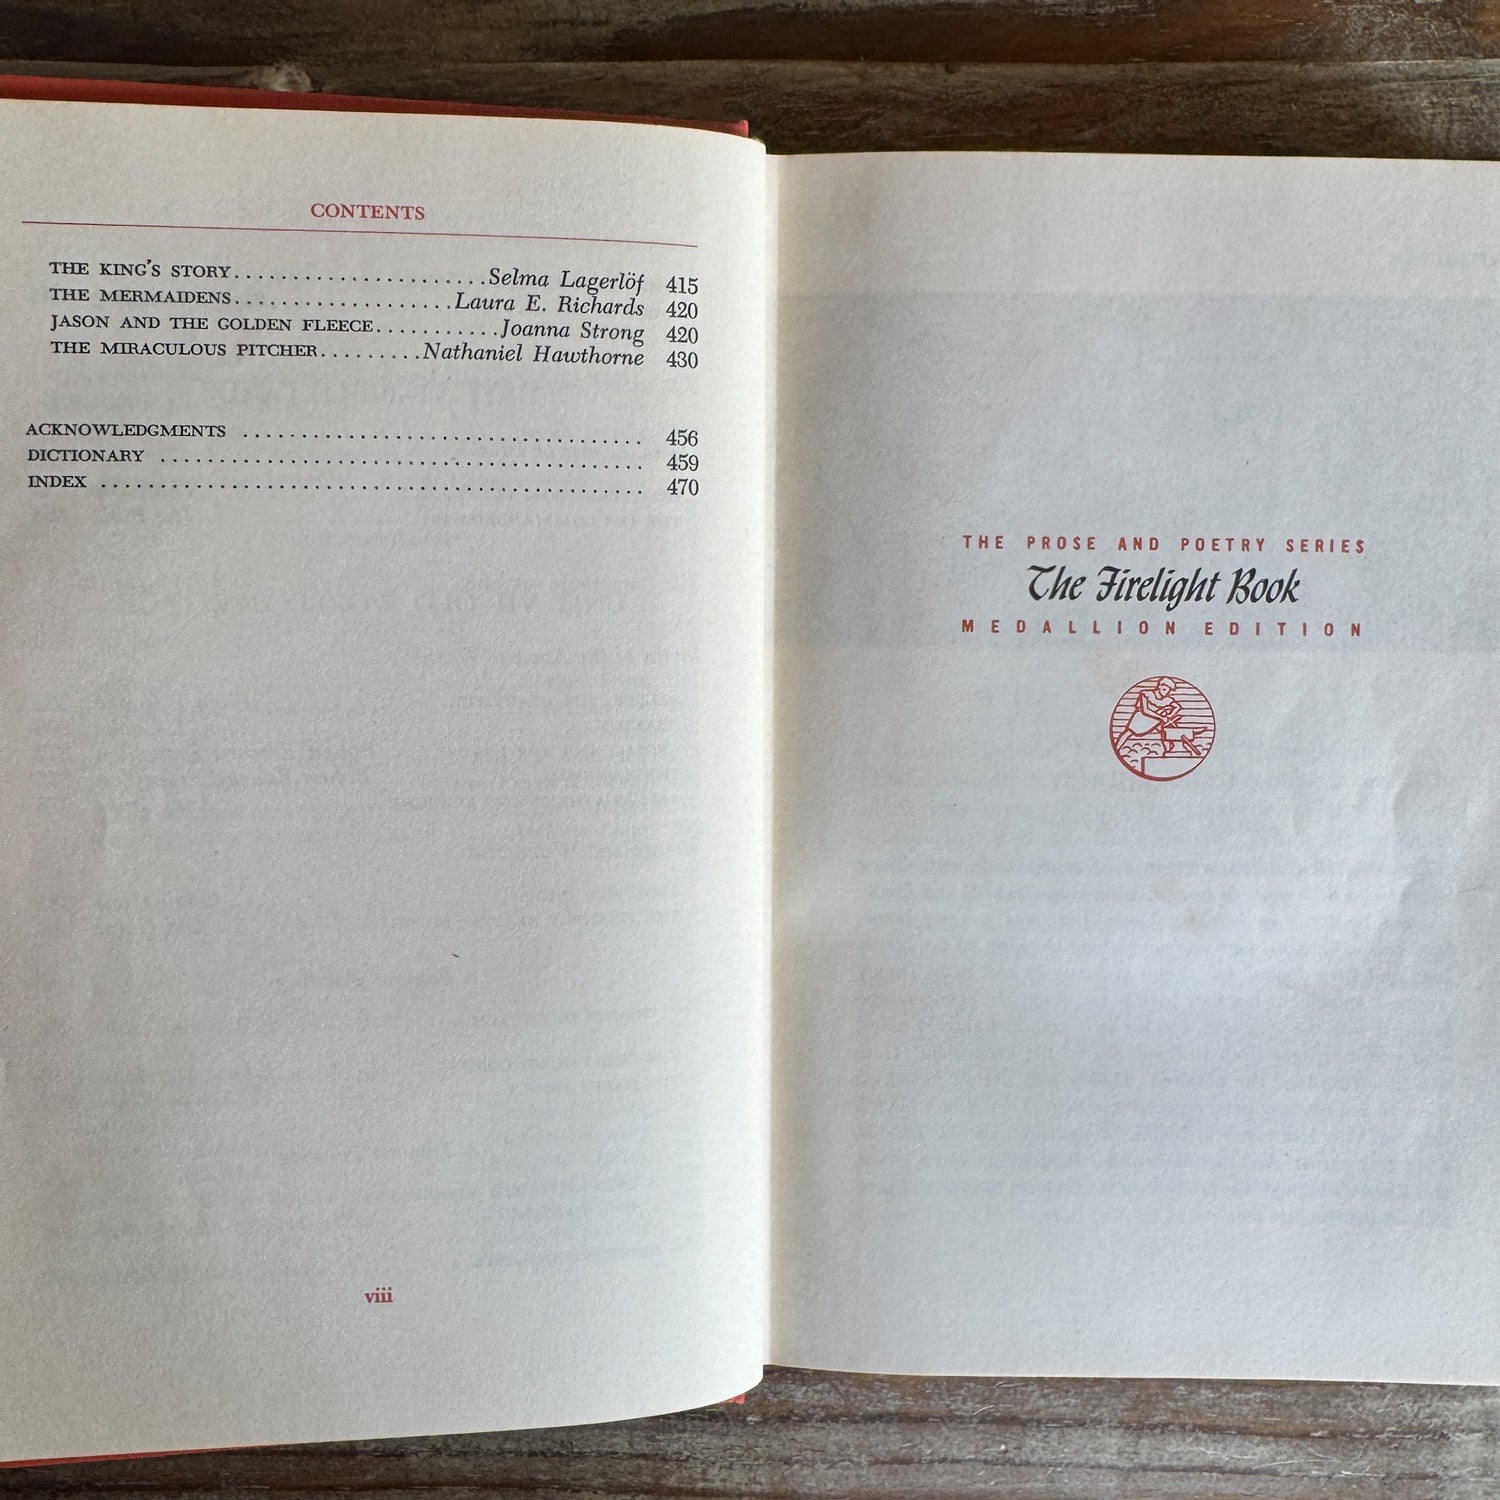 CONTENTS
THE KING'S STORY......................Selma Lagerlöf 415
THE MERMAIDENS...................Laura E. Richards 420
JASON AND THE GOLDEN FLEECE...........Joanna Strong 420
THE MIRACULOUS PITCHER.........Nathaniel Hawthorne 430
ACKNOWLEDGMENTS .................................. 456
DICTIONARY ......................................... 459
INDEX .............................................. 470
viii
THE PROSE AND POETRY SERIES
The Firelight Book
MEDALLION EDITION